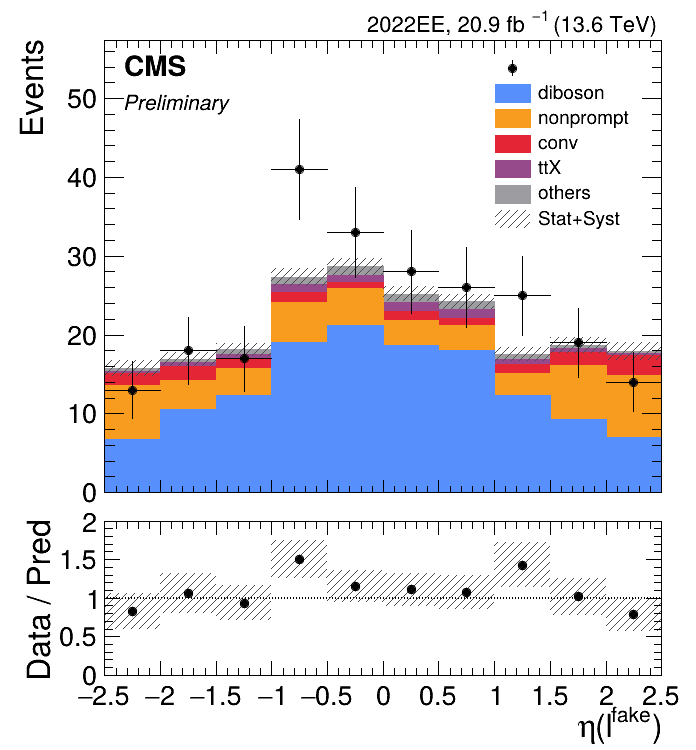 2022EE, 20.9 fb⁻¹ (13.6 TeV)
CMS
Preliminary
Events
50
40
30
20
10
0
diboson
nonprompt
conv
ttX
others
Stat+Syst
Data / Pred
2
1.5
1
0.5
0
−2.5 −2 −1.5 −1 −0.5 0 0.5 1 1.5 2 2.5
η(l^fake)